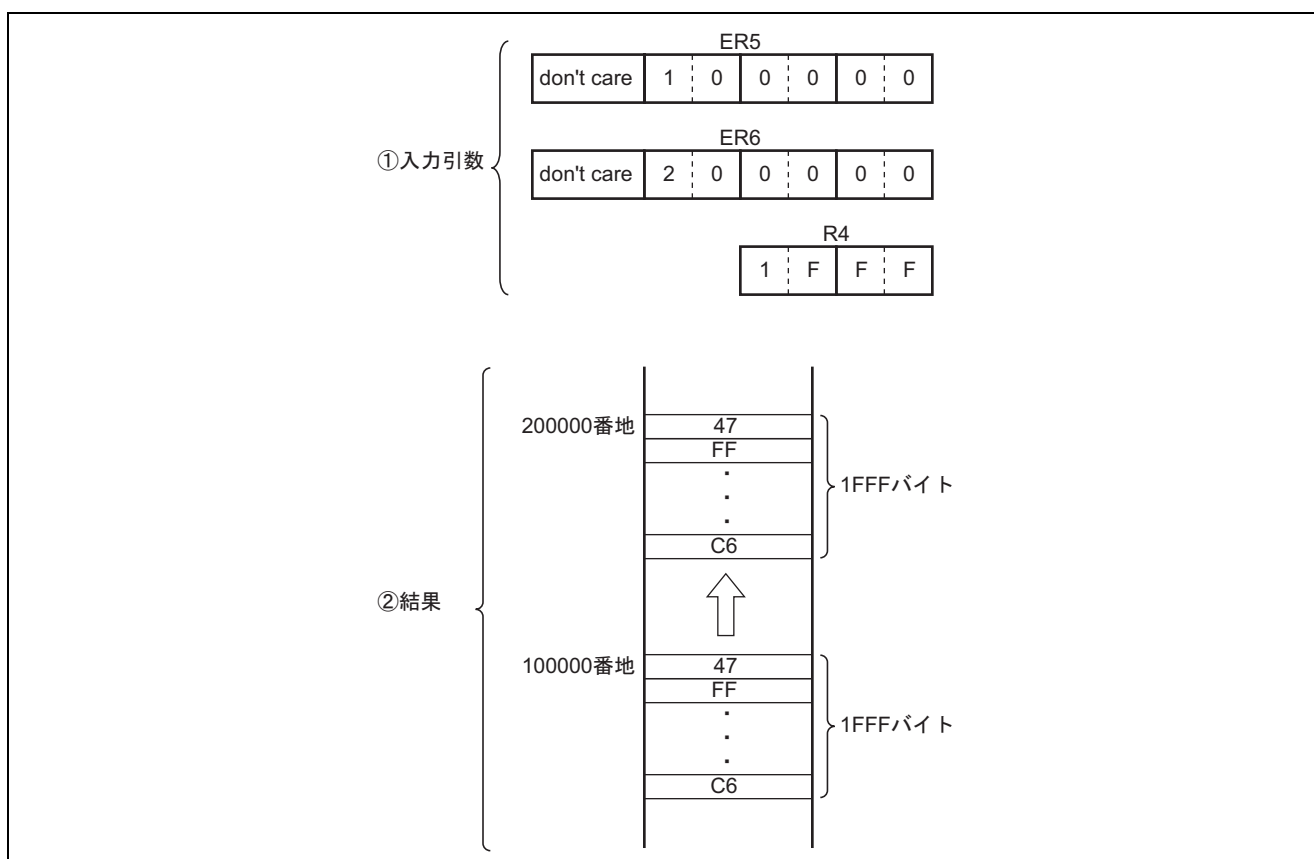 ER5
don't care 1 0 0 0 0 0
ER6
①入力引数
don't care 2 0 0 0 0 0
R4
1 F F F
200000番地 47
FF
1FFFバイト
C6
②結果
100000番地 47
FF
1FFFバイト
C6